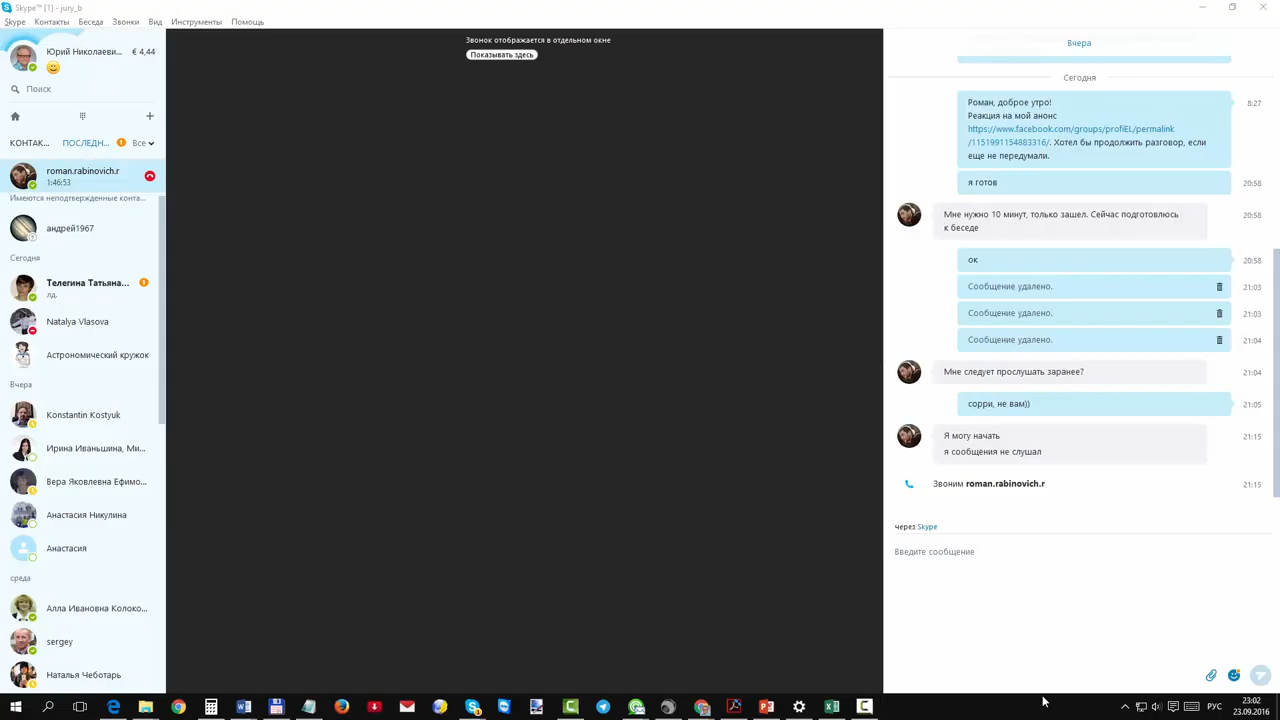 Skype™ [1] - jury_b
Skype Контакты Беседа Звонки Вид Инструменты Помощь
Юрий Николаеви... € 4,44
Поиск
КОНТАК... ПОСЛЕДН... 1 Все
roman.rabinovich.r
1:46:53
Имеются неподтвержденные конта...
андрей1967
Сегодня
Телегина Татьяна... 1
лд.
Natalya Vlasova
Астрономический кружок
Вчера
Konstantin Kostyuk
Ирина Иваньшина, Ми...
Вера Яковлевна Ефимо...
Анастасия Никулина
Анастасия
среда
Алла Ивановна Колоко...
sergey
Наталья Чеботарь
Звонок отображается в отдельном окне
Показывать здесь
Вчера
Сегодня
Роман, доброе утро! 8:27
Реакция на мой анонс
https://www.facebook.com/groups/profiEL/permalink
/1151991154883316/. Хотел бы продолжить разговор, если
еще не передумали.
я готов 20:58
Мне нужно 10 минут, только зашел. Сейчас подготовлюсь 20:58
к беседе
ок 20:58
Сообщение удалено. 21:03
Сообщение удалено. 21:03
Сообщение удалено. 21:04
Мне следует прослушать заранее? 21:04
сорри, не вам)) 21:05
Я могу начать 21:15
я сообщения не слушал
Звоним roman.rabinovich.r 21:15
через Skype
Введите сообщение
РУС
23:02
23.09.2016